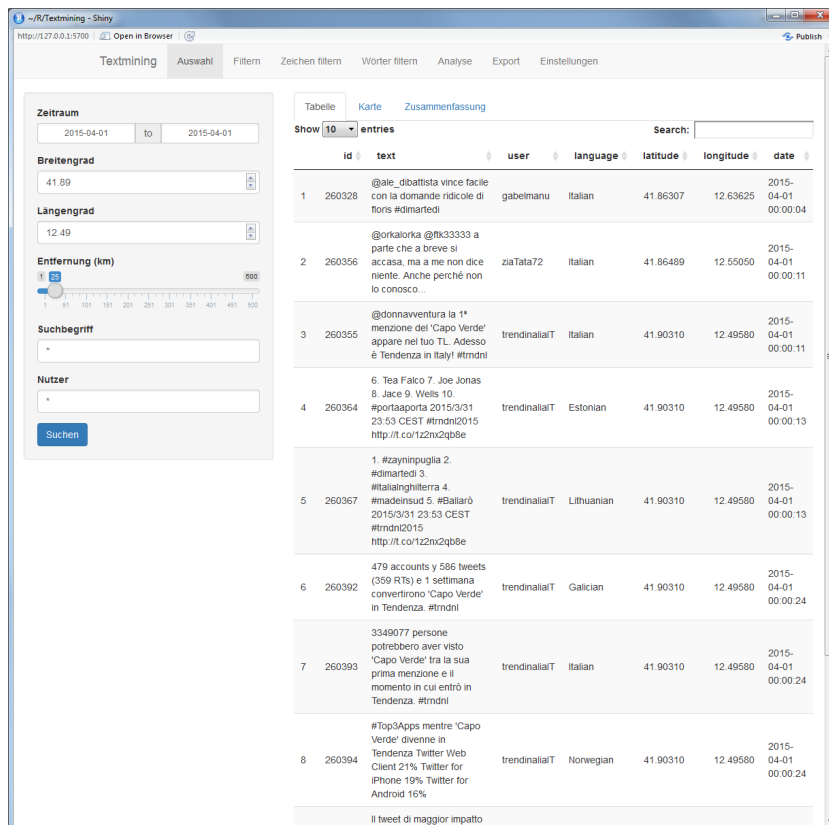 ~/R/Textmining - Shiny
http://127.0.0.1:5700 Open in Browser Publish
Textmining Auswahl Filtern Zeichen filtern Wörter filtern Analyse Export Einstellungen
Zeitraum
2015-04-01 to 2015-04-01
Breitengrad
41.89
Längengrad
12.49
Entfernung (km)
1 25 500
1 51 101 151 201 251 301 351 401 451 500
Suchbegriff
*
Nutzer
*
Suchen
Tabelle Karte Zusammenfassung
Show 10 entries Search:
id text user language latitude longitude date
1 260328 @ale_dibattista vince facile con la domande ridicole di floris #dimartedi gabelmanu Italian 41.86307 12.63625 2015-04-01 00:00:04
2 260356 @orkalorka @ftk33333 a parte che a breve si accasa, ma a me non dice niente. Anche perché non lo conosco... ziaTata72 Italian 41.86489 12.55050 2015-04-01 00:00:11
3 260355 @donnavventura la 1ª menzione del 'Capo Verde' appare nel tuo TL. Adesso è Tendenza in Italy! #trndnl trendinaliaIT Italian 41.90310 12.49580 2015-04-01 00:00:11
4 260364 6. Tea Falco 7. Joe Jonas 8. Jace 9. Wells 10. #portaaporta 2015/3/31 23:53 CEST #trndnl2015 http://t.co/1z2nx2qb8e trendinaliaIT Estonian 41.90310 12.49580 2015-04-01 00:00:13
5 260367 1. #zayninpuglia 2. #dimartedi 3. #ItaliaInghilterra 4. #madeinsud 5. #Ballarò 2015/3/31 23:53 CEST #trndnl2015 http://t.co/1z2nx2qb8e trendinaliaIT Lithuanian 41.90310 12.49580 2015-04-01 00:00:13
6 260392 479 accounts y 586 tweets (359 RTs) e 1 settimana convertirono 'Capo Verde' in Tendenza. #trndnl trendinaliaIT Galician 41.90310 12.49580 2015-04-01 00:00:24
7 260393 3349077 persone potrebbero aver visto 'Capo Verde' tra la sua prima menzione e il momento in cui entrò in Tendenza. #trndnl trendinaliaIT Italian 41.90310 12.49580 2015-04-01 00:00:24
8 260394 #Top3Apps mentre 'Capo Verde' divenne in Tendenza Twitter Web Client 21% Twitter for iPhone 19% Twitter for Android 16% trendinaliaIT Norwegian 41.90310 12.49580 2015-04-01 00:00:24
Il tweet di maggior impatto